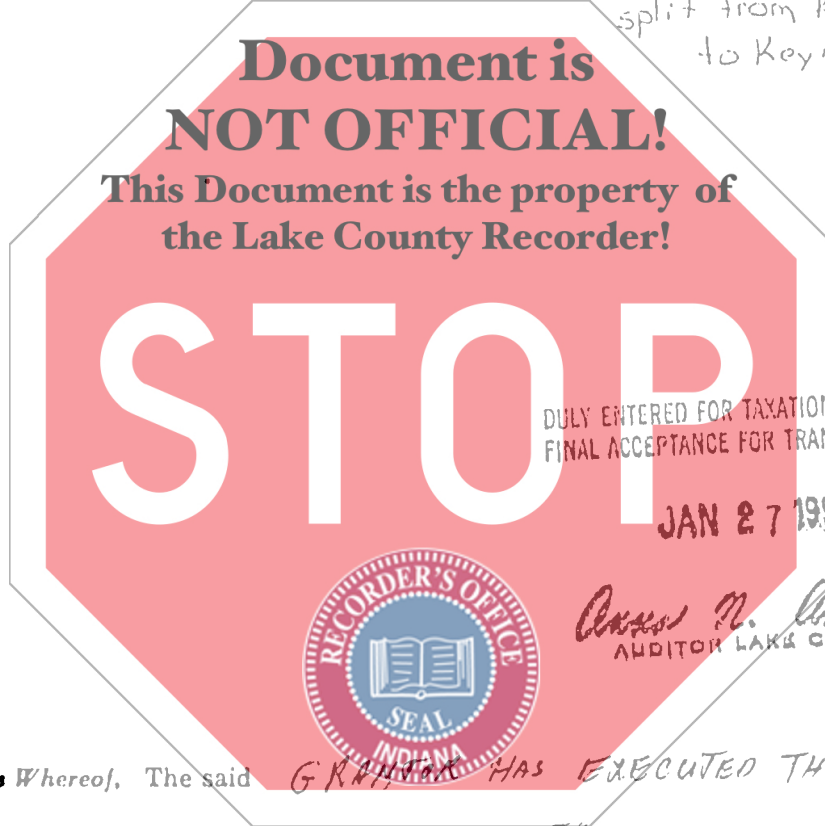 split from
to Key
Document is
NOT OFFICIAL!
This Document is the property of
the Lake County Recorder!
STOP
DULY ENTERED FOR TAXATION
FINAL ACCEPTANCE FOR TRAN
JAN 27 19
Anna N.
AUDITOR LAKE C
RECORDER'S OFFICE
SEAL
INDIANA
Whereof, The said GRANTOR HAS EXECUTED TH